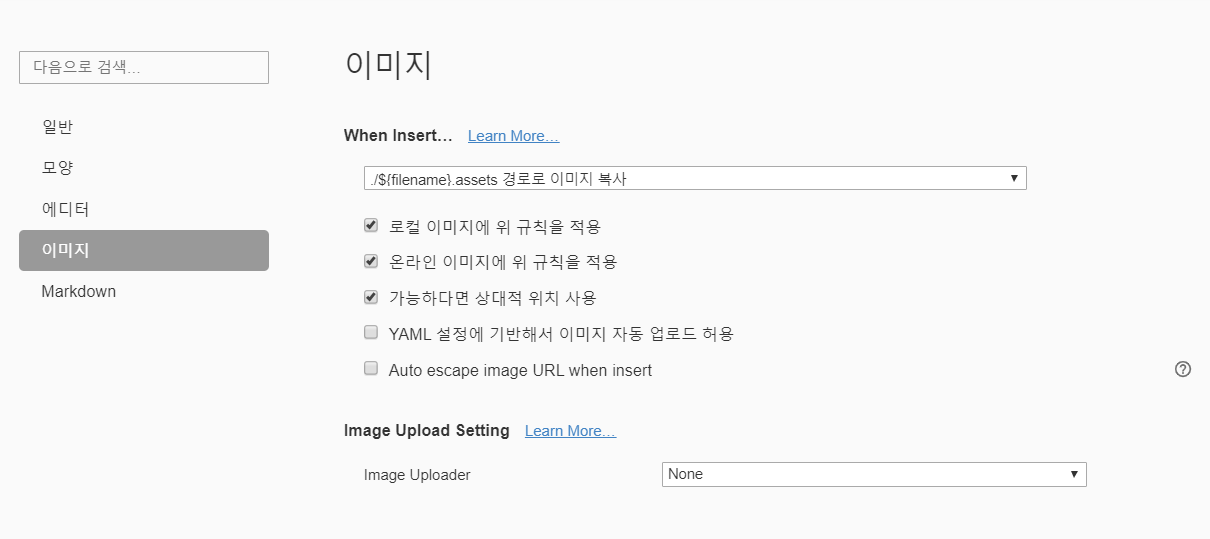 다음으로 검색...
일반
모양
에디터
이미지
Markdown
이미지
When Insert... Learn More...
./${filename}.assets 경로로 이미지 복사
로컬 이미지에 위 규칙을 적용
온라인 이미지에 위 규칙을 적용
가능하다면 상대적 위치 사용
YAML 설정에 기반해서 이미지 자동 업로드 허용
Auto escape image URL when insert
Image Upload Setting Learn More...
Image Uploader None